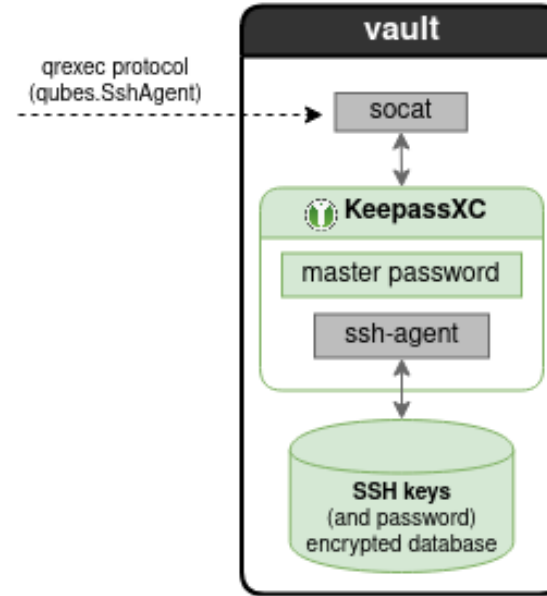 vault
qrexec protocol
(qubes.SshAgent)
socat
KeepassXC
master password
ssh-agent
SSH keys
(and password)
encrypted database